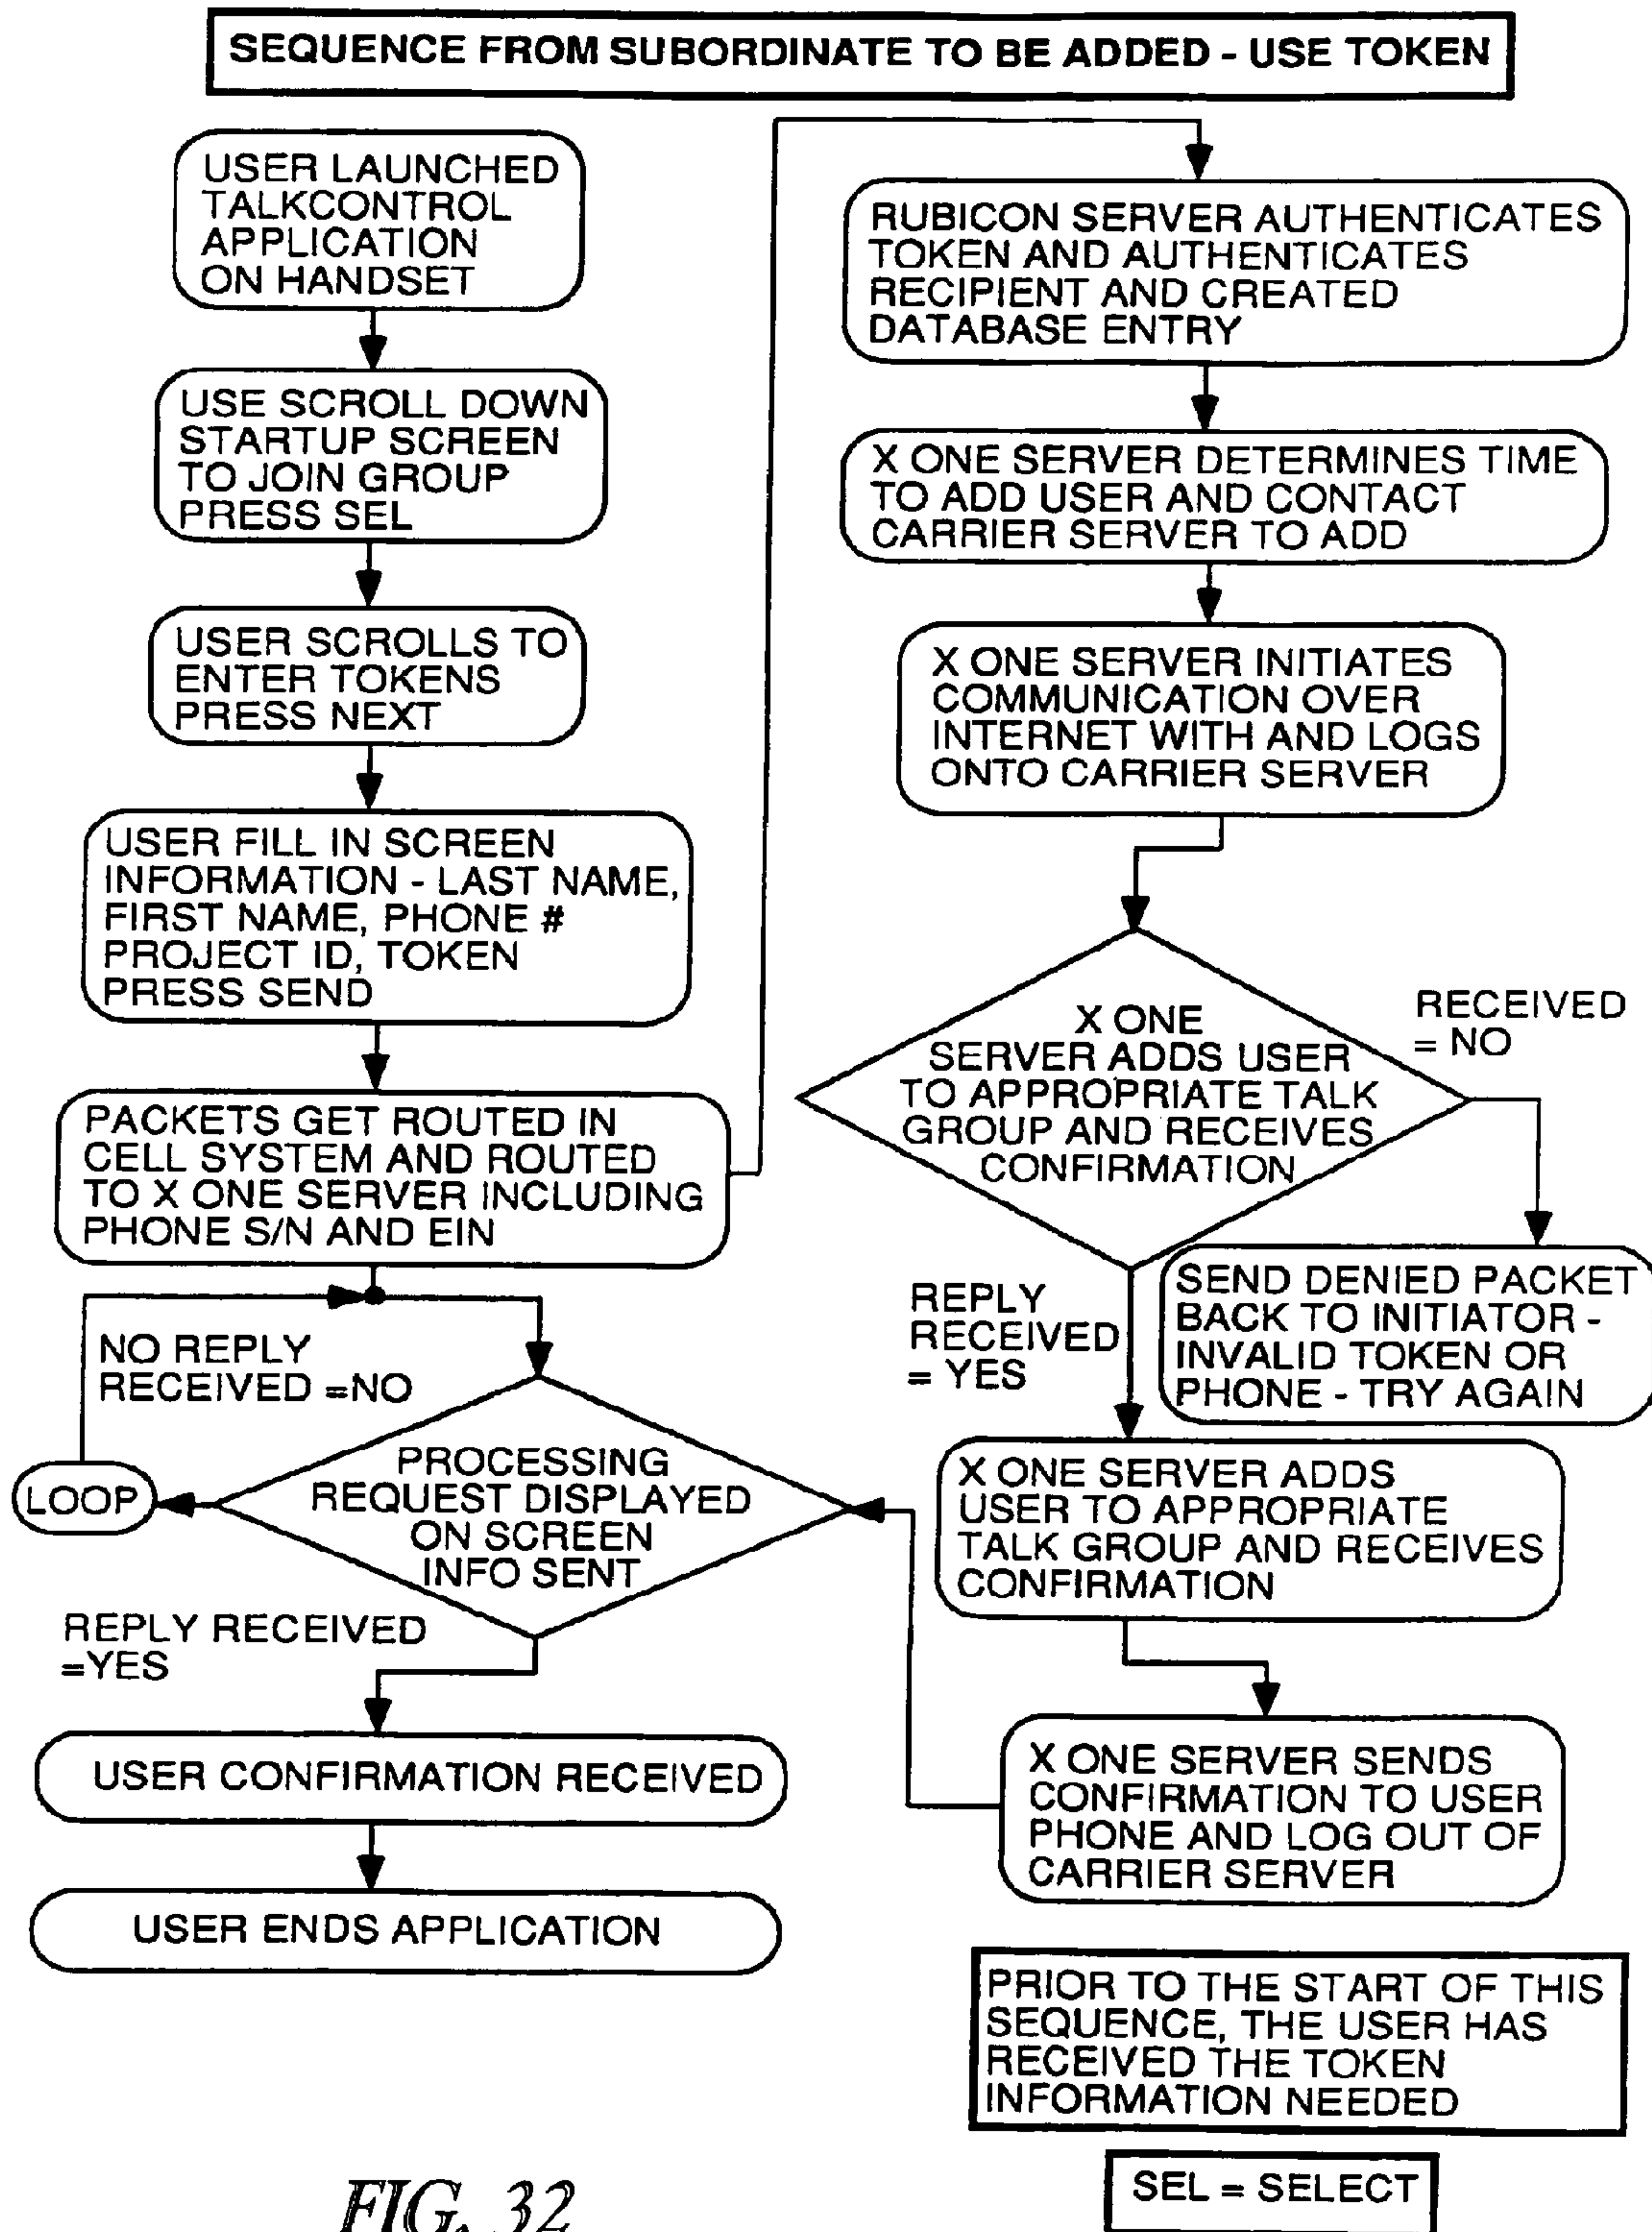 SEQUENCE FROM SUBORDINATE TO BE ADDED - USE TOKEN
USER LAUNCHED
TALKCONTROL
APPLICATION
ON HANDSET
USE SCROLL DOWN
STARTUP SCREEN
TO JOIN GROUP
PRESS SEL
USER SCROLLS TO
ENTER TOKENS
PRESS NEXT
USER FILL IN SCREEN
INFORMATION - LAST NAME,
FIRST NAME, PHONE #
PROJECT ID, TOKEN
PRESS SEND
PACKETS GET ROUTED IN
CELL SYSTEM AND ROUTED
TO X ONE SERVER INCLUDING
PHONE S/N AND EIN
NO REPLY
RECEIVED =NO
LOOP
PROCESSING
REQUEST DISPLAYED
ON SCREEN
INFO SENT
REPLY RECEIVED
=YES
USER CONFIRMATION RECEIVED
USER ENDS APPLICATION
RUBICON SERVER AUTHENTICATES
TOKEN AND AUTHENTICATES
RECIPIENT AND CREATED
DATABASE ENTRY
X ONE SERVER DETERMINES TIME
TO ADD USER AND CONTACT
CARRIER SERVER TO ADD
X ONE SERVER INITIATES
COMMUNICATION OVER
INTERNET WITH AND LOGS
ONTO CARRIER SERVER
X ONE
SERVER ADDS USER
TO APPROPRIATE TALK
GROUP AND RECEIVES
CONFIRMATION
RECEIVED
= NO
SEND DENIED PACKET
BACK TO INITIATOR -
INVALID TOKEN OR
PHONE - TRY AGAIN
REPLY
RECEIVED
= YES
X ONE SERVER ADDS
USER TO APPROPRIATE
TALK GROUP AND RECEIVES
CONFIRMATION
X ONE SERVER SENDS
CONFIRMATION TO USER
PHONE AND LOG OUT OF
CARRIER SERVER
PRIOR TO THE START OF THIS
SEQUENCE, THE USER HAS
RECEIVED THE TOKEN
INFORMATION NEEDED
SEL = SELECT
FIG. 32